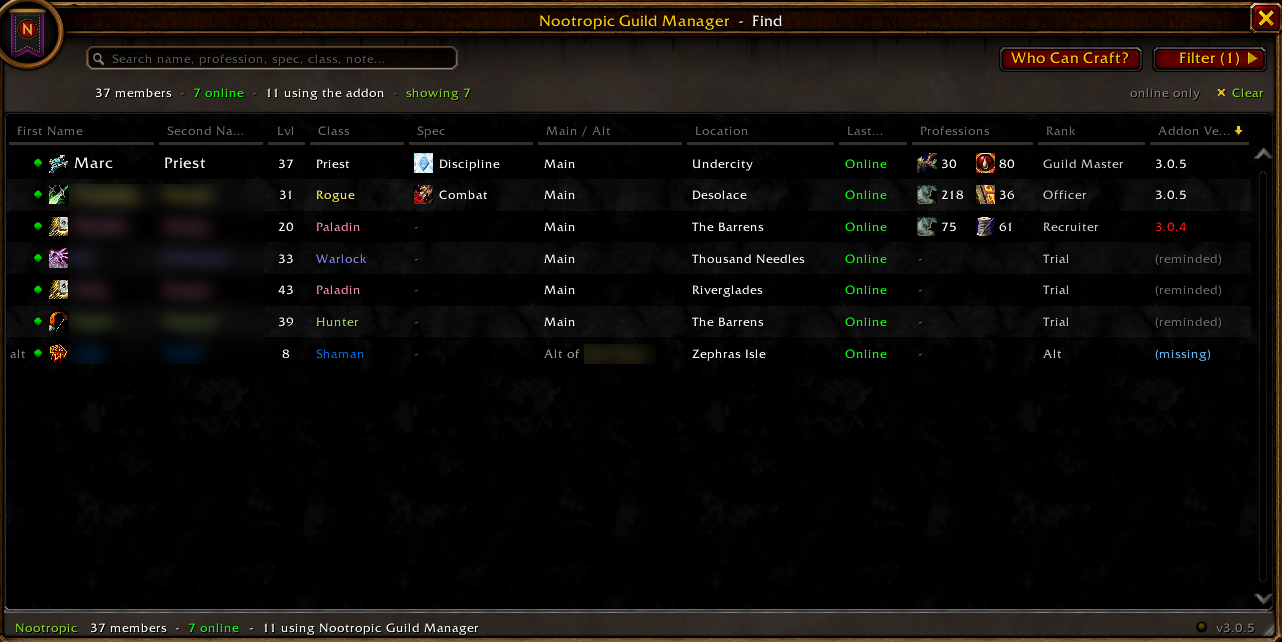 N
Nootropic Guild Manager - Find
Search name, profession, spec, class, note...
Who Can Craft?
Filter (1)
37 members - 7 online - 11 using the addon - showing 7
online only
Clear
First Name Second Na... Lvl Class Spec Main / Alt Location Last... Professions Rank Addon Ve...
Marc Priest 37 Priest Discipline Main Undercity Online 30 80 Guild Master 3.0.5
31 Rogue Combat Main Desolace Online 218 36 Officer 3.0.5
20 Paladin - Main The Barrens Online 75 61 Recruiter 3.0.4
33 Warlock - Main Thousand Needles Online - Trial (reminded)
43 Paladin - Main Riverglades Online - Trial (reminded)
39 Hunter - Main The Barrens Online - Trial (reminded)
alt 8 Shaman - Alt of Zephras Isle Online - Alt (missing)
Nootropic 37 members - 7 online - 11 using Nootropic Guild Manager
v3.0.5